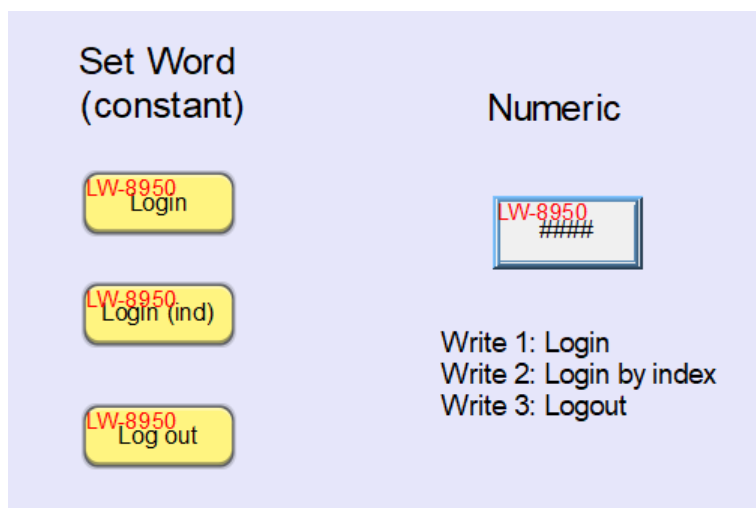 Set Word
(constant)
Numeric
LW-8950
Login
LW-8950
####
LW-8950
Login (ind)
Write 1: Login
Write 2: Login by index
Write 3: Logout
LW-8950
Log out